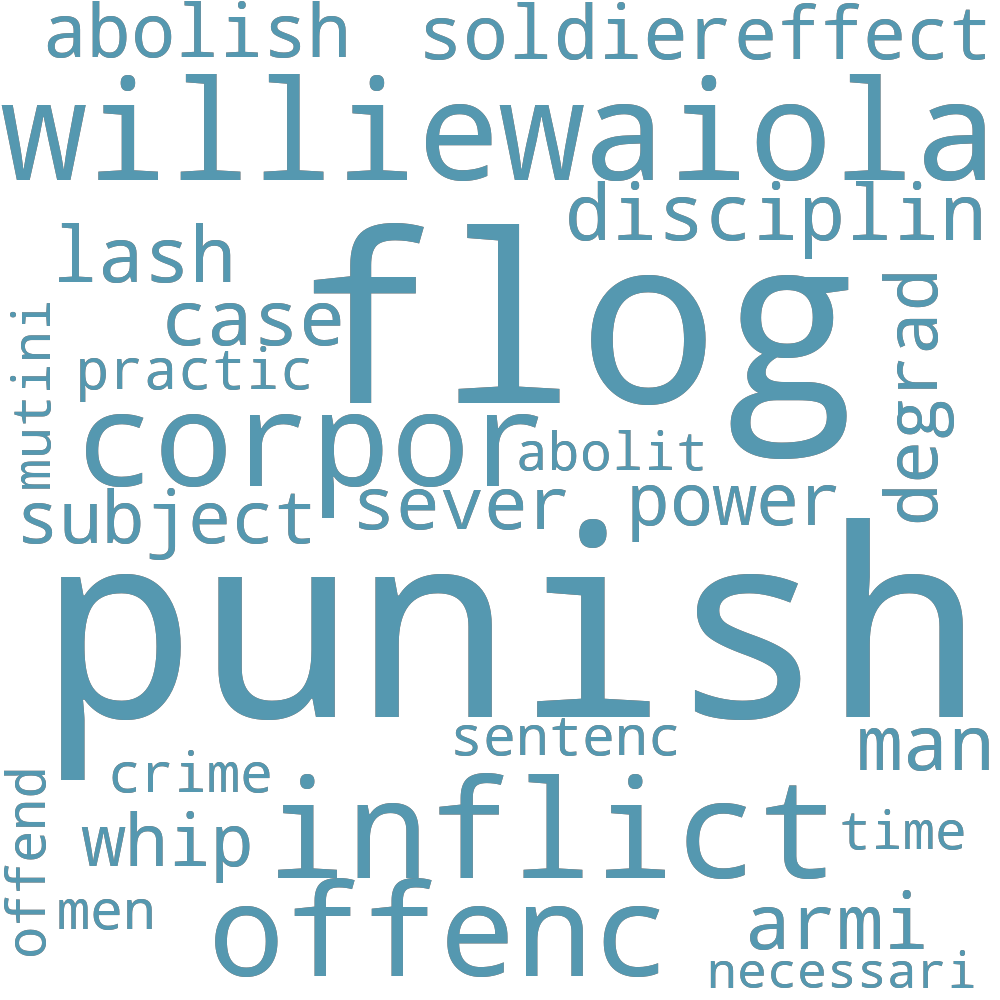 abolish
soldiereffect
williewaiola
disciplin
lash
flog
case
degrad
mutini
practic
corpor
abolit
subject
sever
power
punish
sentenc
man
crime
inflict
offend
whip
time
men
offenc
armi
necessari